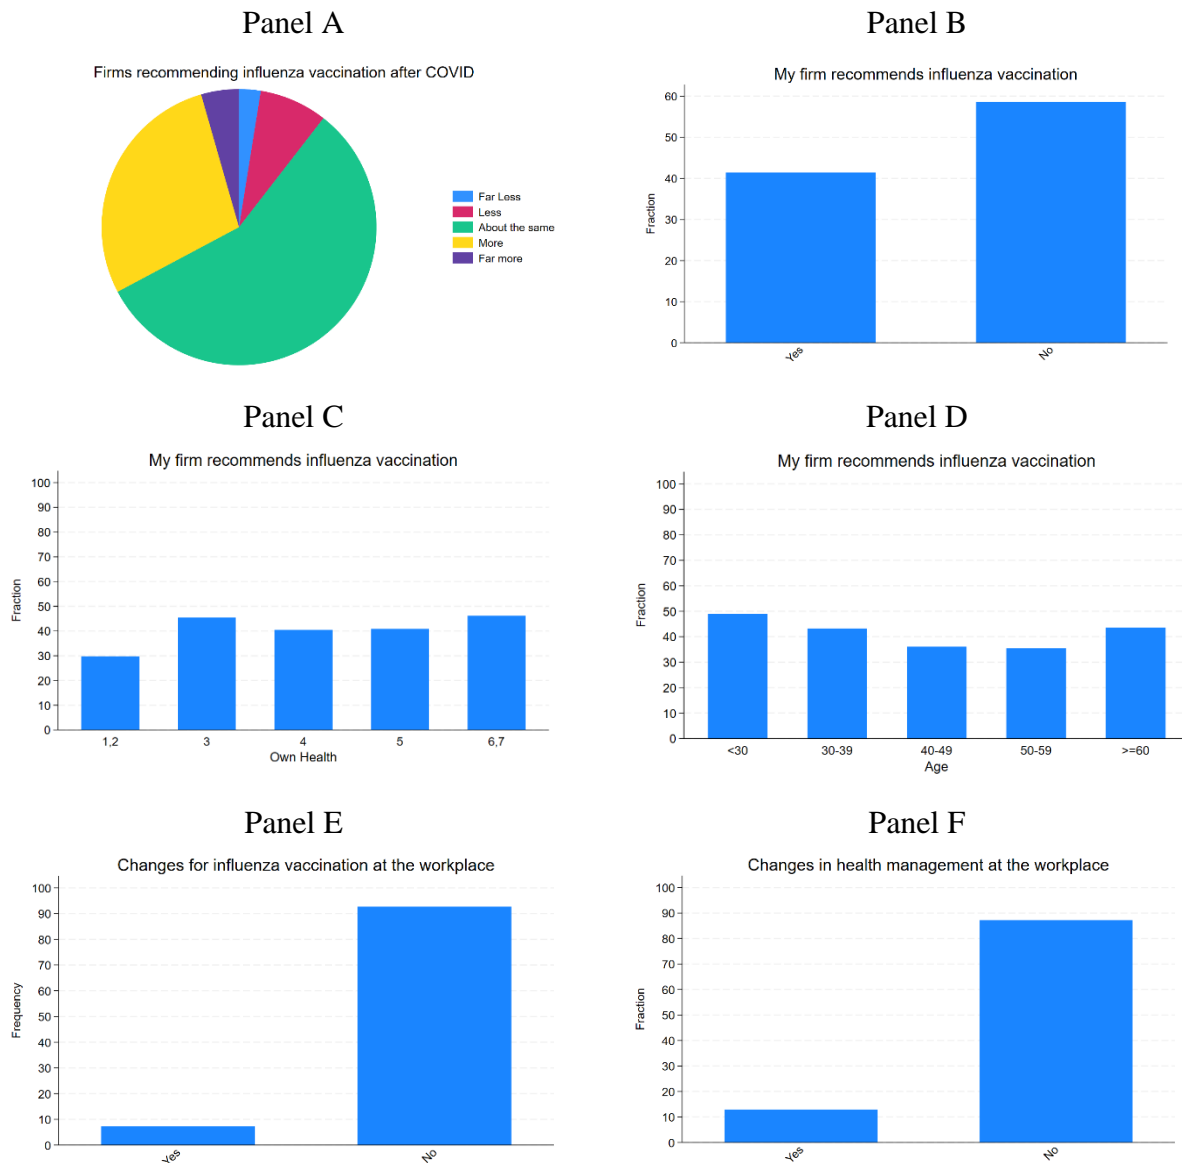 Panel A
Firms recommending influenza vaccination after COVID
Far Less
Less
About the same
More
Far more
Panel B
My firm recommends influenza vaccination
Fraction
60
50
40
30
20
10
0
Yes No
Panel C
My firm recommends influenza vaccination
Fraction
100
90
80
70
60
50
40
30
20
10
0
1,2 3 4 5 6,7
Own Health
Panel D
My firm recommends influenza vaccination
Fraction
100
90
80
70
60
50
40
30
20
10
0
<30 30-39 40-49 50-59 >=60
Age
Panel E
Changes for influenza vaccination at the workplace
Frequency
100
90
80
70
60
50
40
30
20
10
0
Yes No
Panel F
Changes in health management at the workplace
Fraction
100
90
80
70
60
50
40
30
20
10
0
Yes No